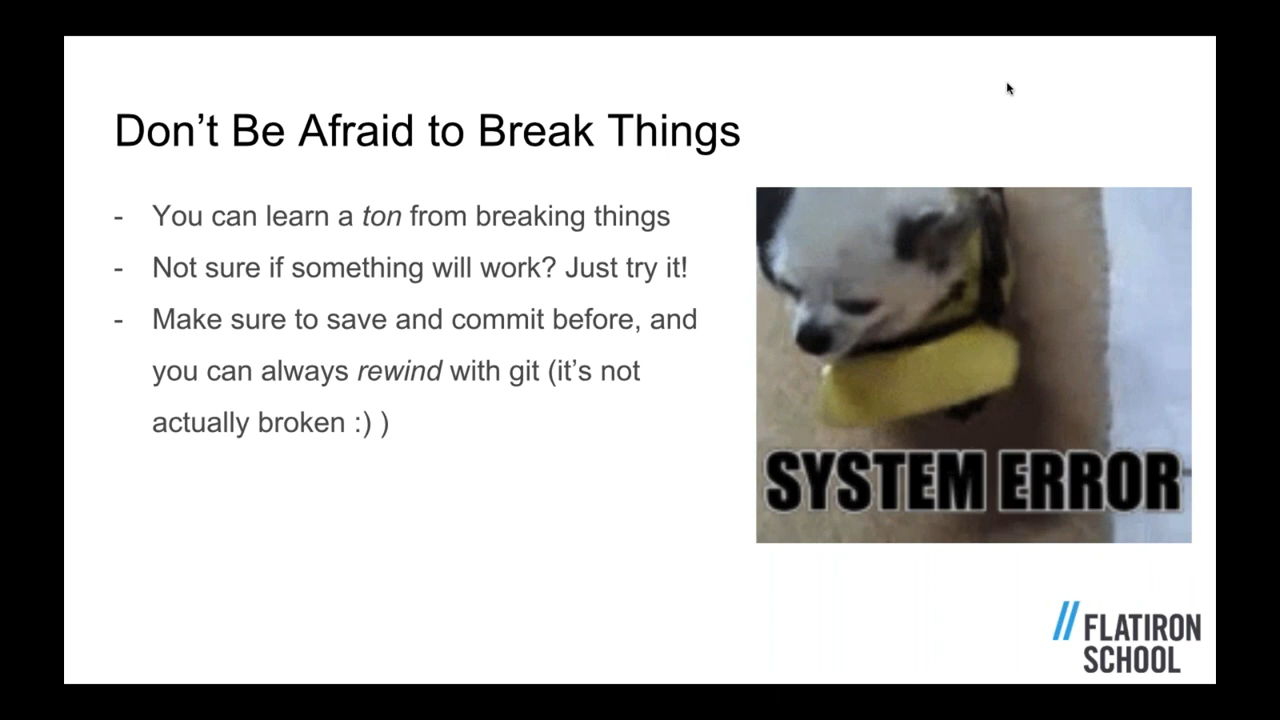 Don’t Be Afraid to Break Things
- You can learn a ton from breaking things
- Not sure if something will work? Just try it!
- Make sure to save and commit before, and
you can always rewind with git (it’s not
actually broken :) )
SYSTEM ERROR
// FLATIRON
SCHOOL